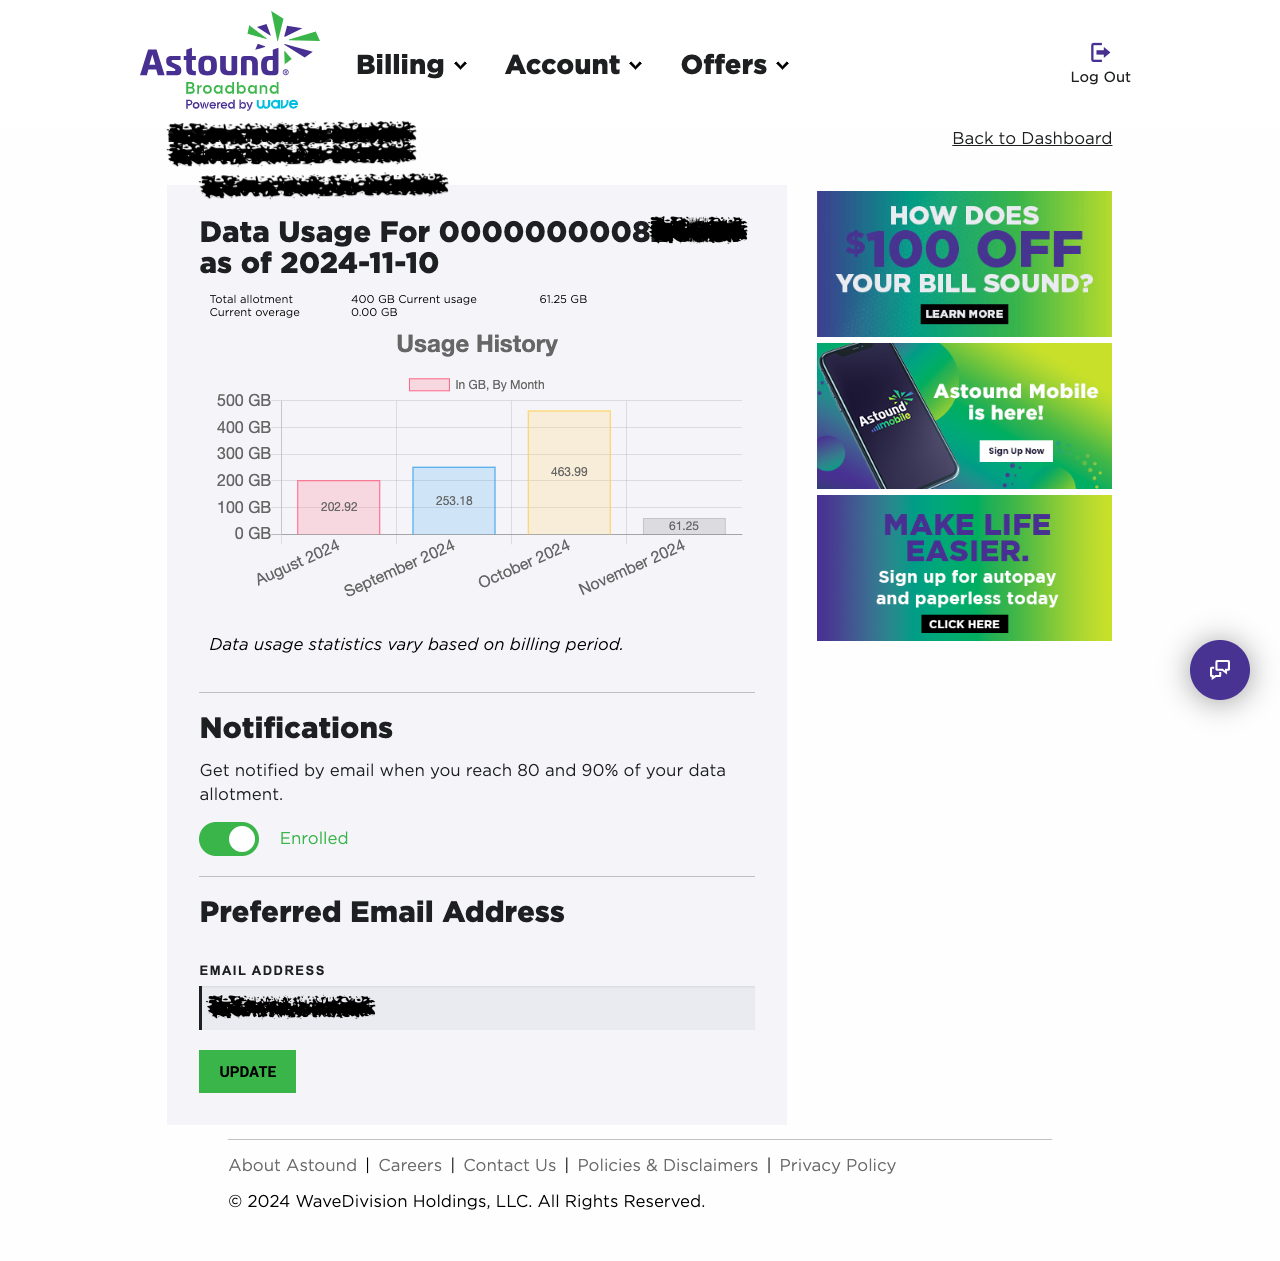 Astound
Broadband
Powered by wave
Billing
Account
Offers
Log Out
Back to Dashboard
Data Usage For 0000000008
as of 2024-11-10
Total allotment 400 GB Current usage 61.25 GB
Current overage 0.00 GB
Usage History
In GB, By Month
500 GB
400 GB
300 GB
200 GB
100 GB
0 GB
202.92
253.18
463.99
61.25
August 2024
September 2024
October 2024
November 2024
Data usage statistics vary based on billing period.
Notifications
Get notified by email when you reach 80 and 90% of your data
allotment.
Enrolled
Preferred Email Address
EMAIL ADDRESS
UPDATE
HOW DOES
$100 OFF
YOUR BILL SOUND?
LEARN MORE
Astound
mobile
Astound Mobile
is here!
Sign Up Now
MAKE LIFE
EASIER.
Sign up for autopay
and paperless today
CLICK HERE
About Astound | Careers | Contact Us | Policies & Disclaimers | Privacy Policy
© 2024 WaveDivision Holdings, LLC. All Rights Reserved.